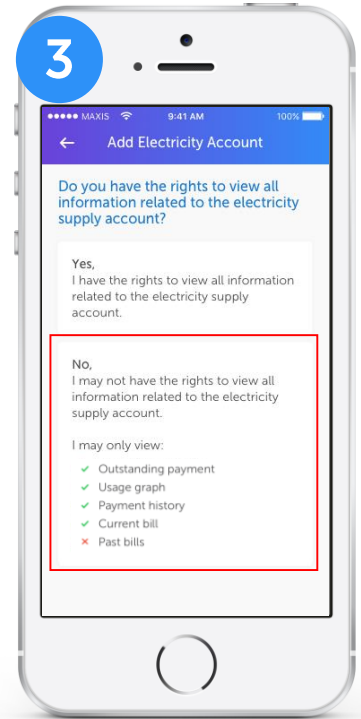 3
MAXIS 9:41 AM 100%
Add Electricity Account
Do you have the rights to view all
information related to the electricity
supply account?
Yes,
I have the rights to view all information
related to the electricity supply
account.
No,
I may not have the rights to view all
information related to the electricity
supply account.
I may only view:
Outstanding payment
Usage graph
Payment history
Current bill
Past bills